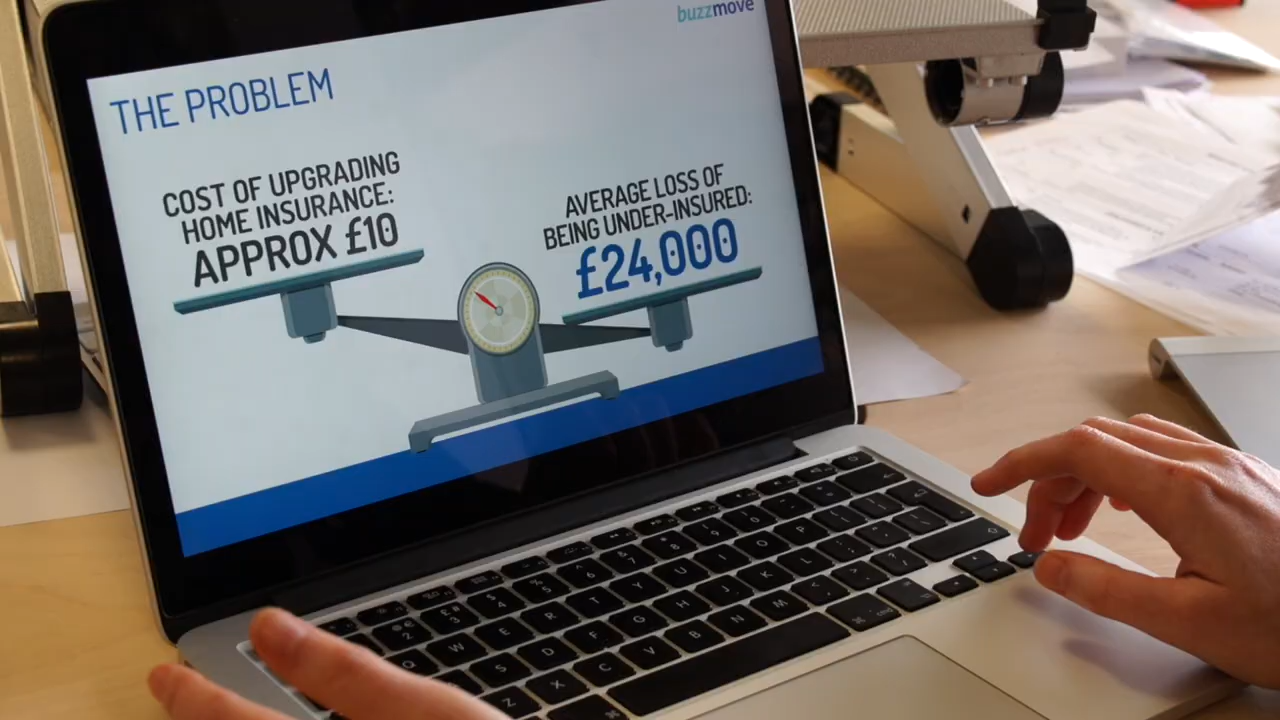 buzzmove
THE PROBLEM
COST OF UPGRADING
HOME INSURANCE:
APPROX £10
AVERAGE LOSS OF
BEING UNDER-INSURED:
£24,000